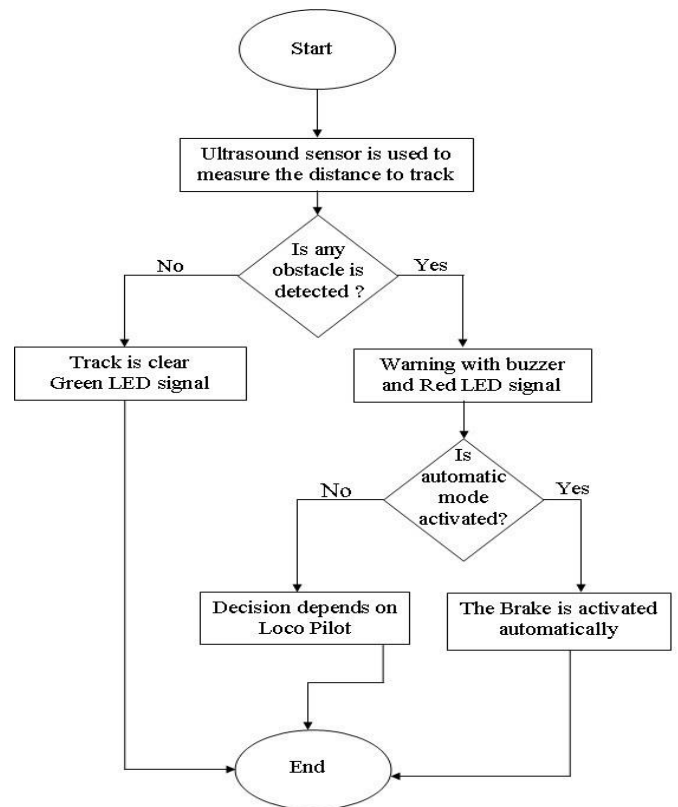 Start
Ultrasound sensor is used to
measure the distance to track
Is any
obstacle is
detected ?
No
Yes
Track is clear
Green LED signal
Warning with buzzer
and Red LED signal
Is
automatic
mode
activated?
No
Yes
Decision depends on
Loco Pilot
The Brake is activated
automatically
End